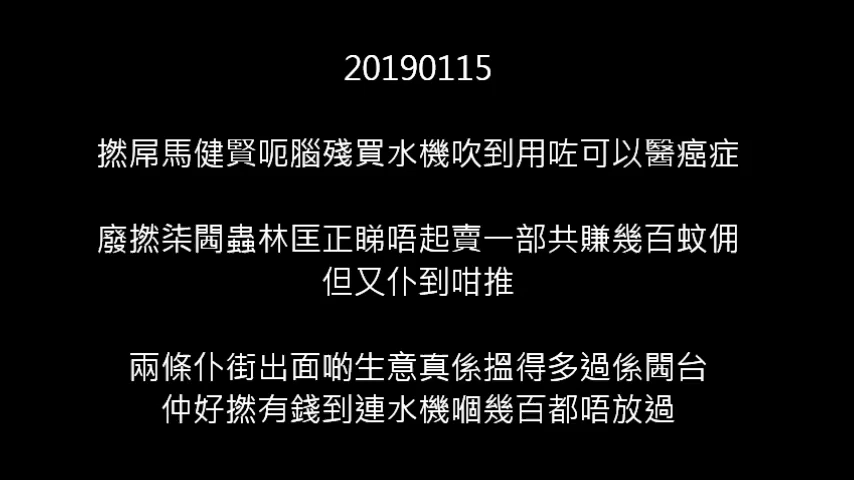 20190115
撚屌馬健賢呃腦殘買水機吹到用咗可以醫癌症
廢撚柒閪蟲林匡正睇唔起賣一部共賺幾百蚊佣
但又仆到咁推
兩條仆街出面啲生意真係搵得多過係閪台
仲好撚有錢到連水機嗰幾百都唔放過